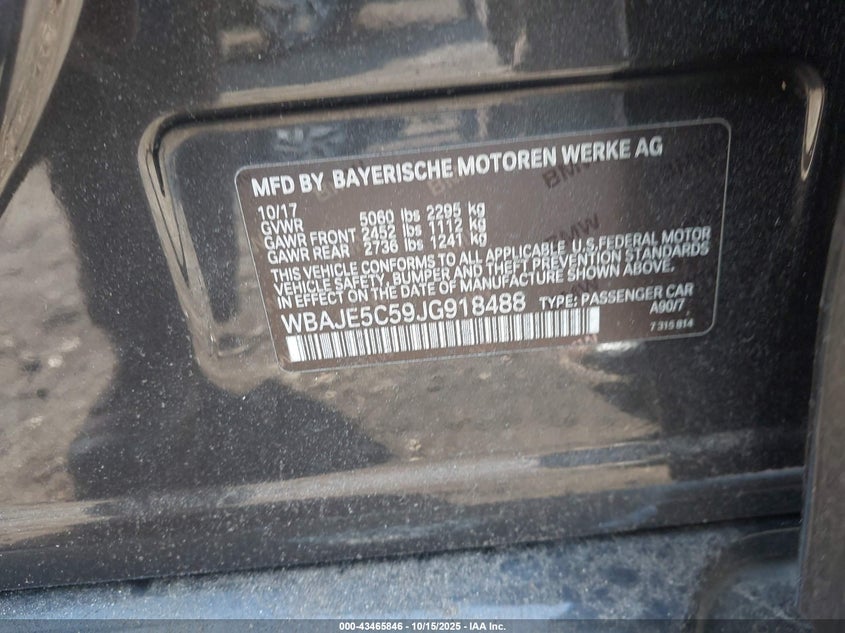 MFD BY BAYERISCHE MOTOREN WERKE AG
10/17
GVWR 5060 lbs 2295 kg
GAWR FRONT 2452 lbs 1112 kg
GAWR REAR 2736 lbs 1241 kg
THIS VEHICLE CONFORMS TO ALL APPLICABLE U.S.FEDERAL MOTOR
VEHICLE SAFETY, BUMPER AND THEFT PREVENTION STANDARDS
IN EFFECT ON THE DATE OF MANUFACTURE SHOWN ABOVE.
WBAJE5C59JG918488 TYPE: PASSENGER CAR
A90/7
7 315 814
BMW
BMW
000-43465846 - 10/15/2025 - IAA Inc.